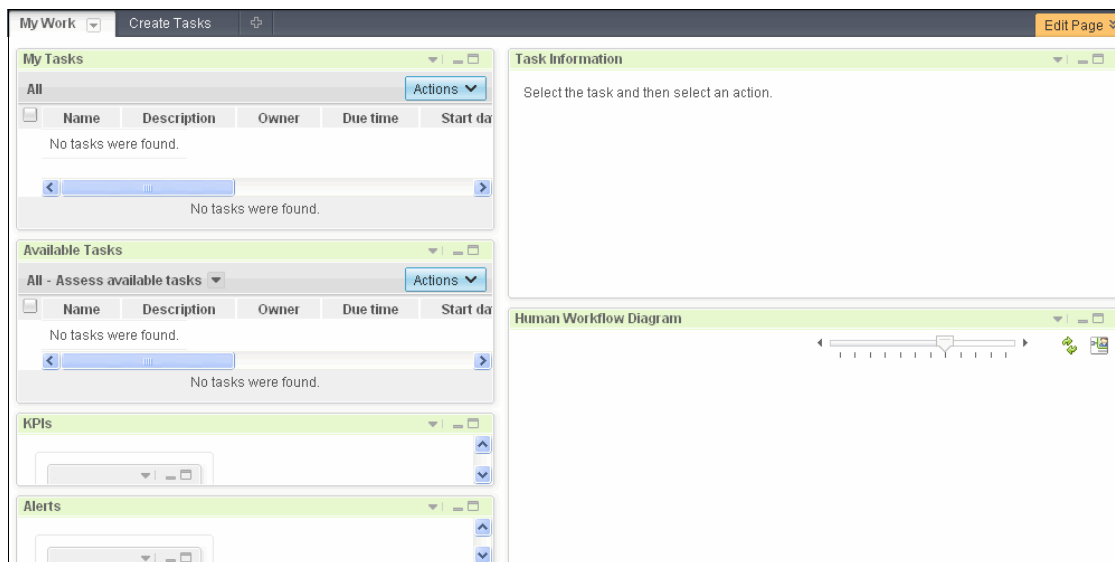 My Work
Create Tasks
Edit Page
My Tasks
All
Actions
Name Description Owner Due time Start da
No tasks were found.
No tasks were found.
Available Tasks
All - Assess available tasks
Actions
Name Description Owner Due time Start da
No tasks were found.
No tasks were found.
KPIs
Alerts
Task Information
Select the task and then select an action.
Human Workflow Diagram